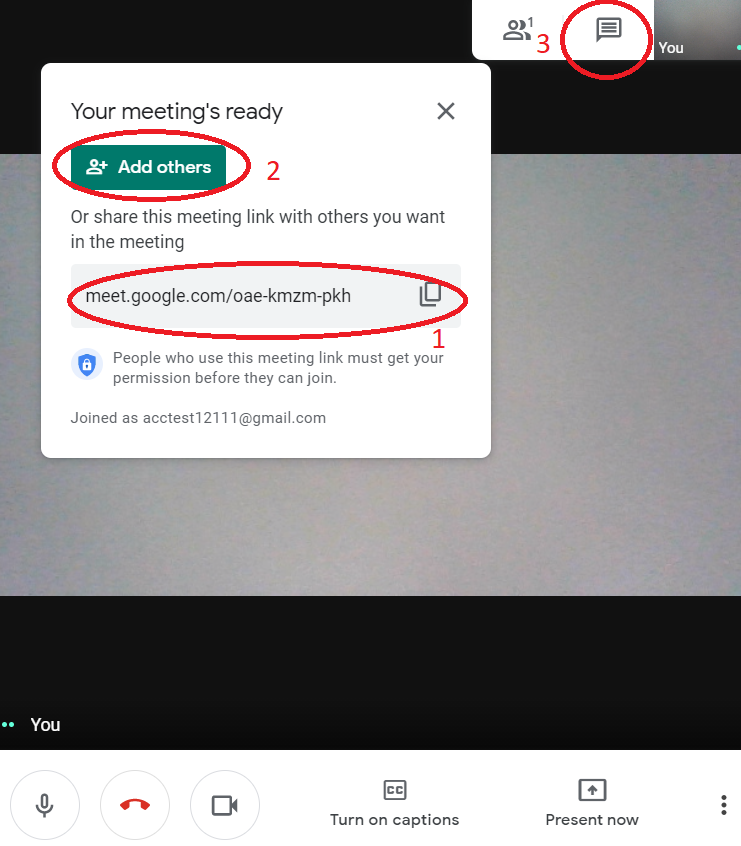 1
3
You
Your meeting's ready
Add others
2
Or share this meeting link with others you want
in the meeting
meet.google.com/oae-kmzm-pkh
1
People who use this meeting link must get your
permission before they can join.
Joined as acctest12111@gmail.com
You
CC
Turn on captions
Present now